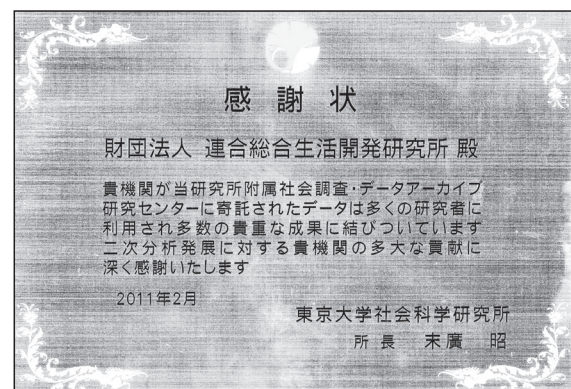 感謝状
財団法人 連合総合生活開発研究所 殿
貴機関が当研究所附属社会調査・データアーカイブ
研究センターに寄託されたデータは多くの研究者に
利用され多数の貴重な成果に結びついています
二次分析発展に対する貴機関の多大な貢献に
深く感謝いたします
2011年2月
東京大学社会科学研究所
所長 末廣 昭